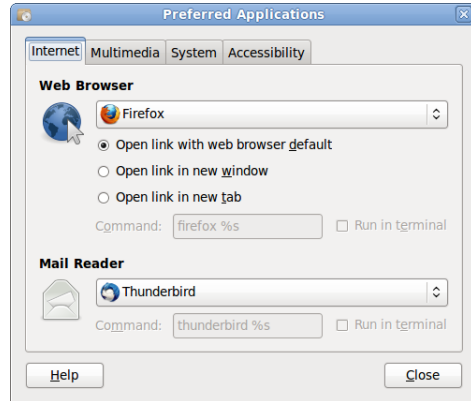 Preferred Applications
Internet Multimedia System Accessibility
Web Browser
Firefox
Open link with web browser default
Open link in new window
Open link in new tab
Command: firefox %s Run in terminal
Mail Reader
Thunderbird
Command: thunderbird %s Run in terminal
Help Close